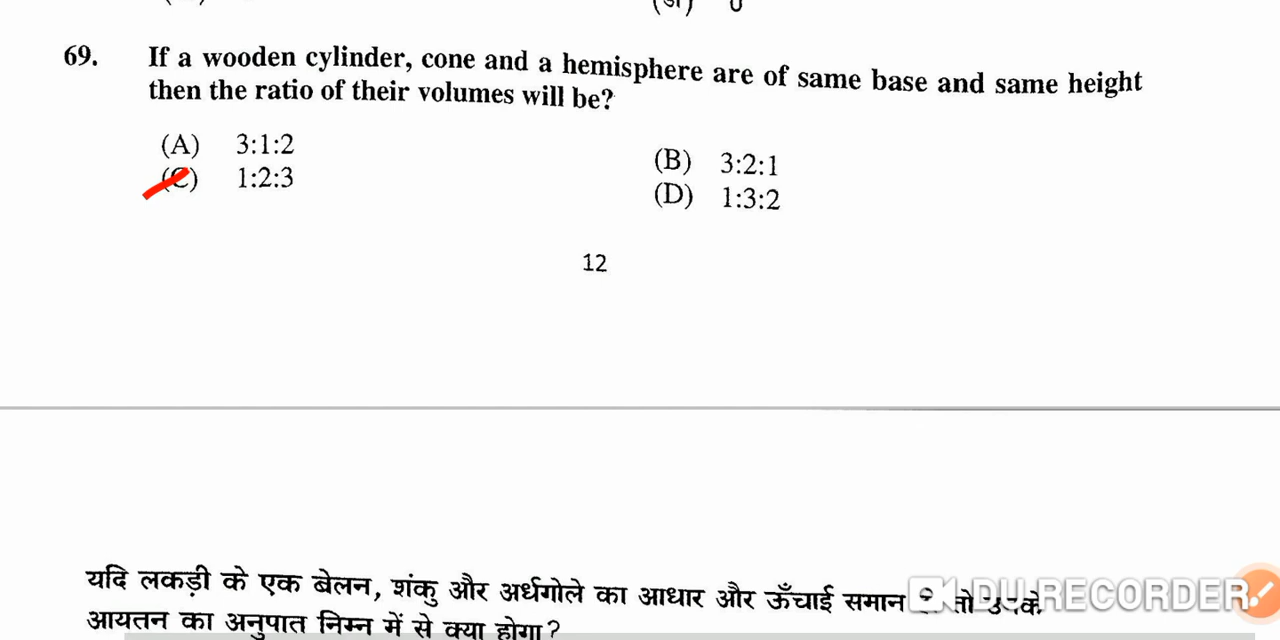 69. If a wooden cylinder, cone and a hemisphere are of same base and same height
then the ratio of their volumes will be?
(A) 3:1:2
(B) 3:2:1
(C) 1:2:3
(D) 1:3:2
12
यदि लकड़ी के एक बेलन, शंकु और अर्धगोले का आधार और ऊँचाई समान तो उनके
आयतन का अनुपात निम्न में से क्या होगा?
DU RECORDER